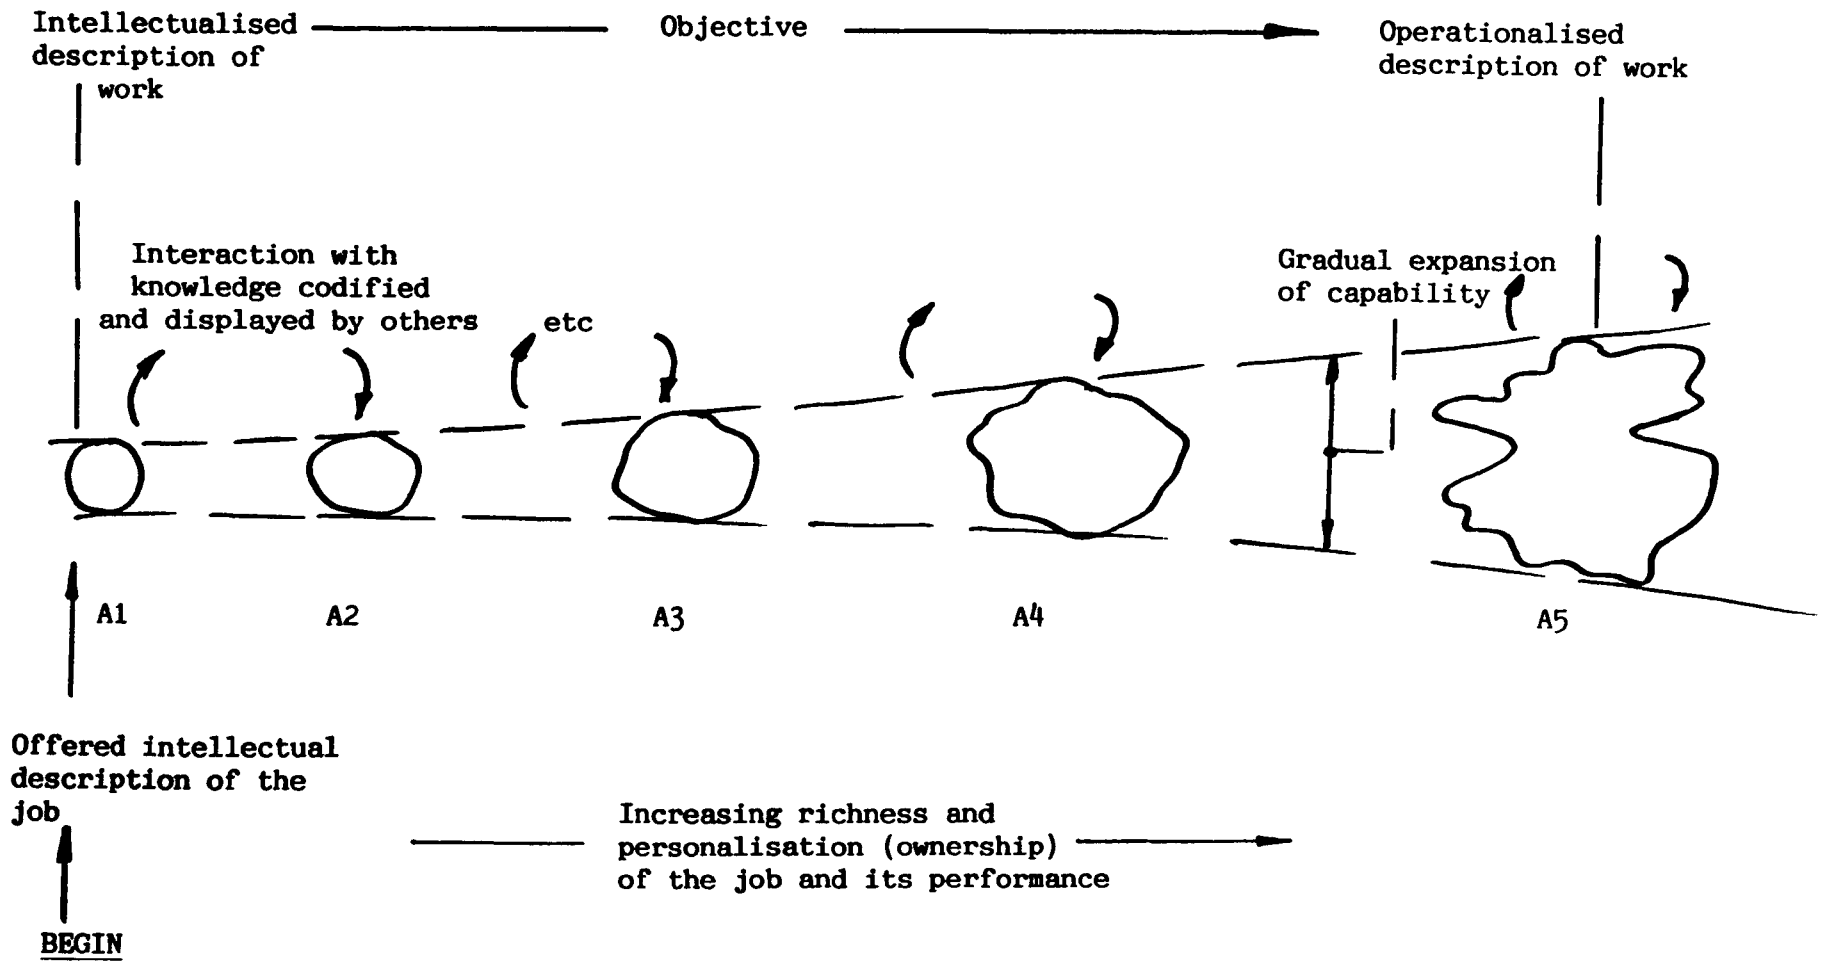 Intellectualised
description of
work
Objective
Operationalised
description of work
Interaction with
knowledge codified
and displayed by others
etc
Gradual expansion
of capability
A1
A2
A3
A4
A5
Offered intellectual
description of the
job
Increasing richness and
personalisation (ownership)
of the job and its performance
BEGIN